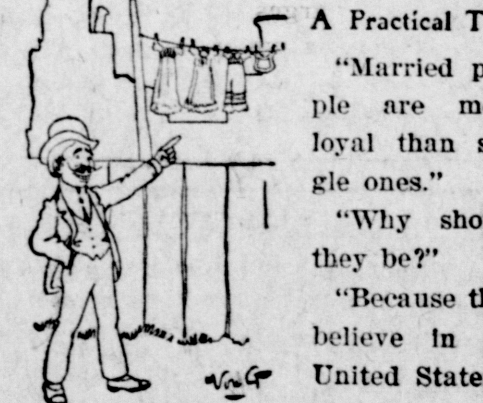 A Practical T
"Married p
ple are m
loyal than s
gle ones."
"Why sho
they be?"
"Because th
believe in
United State